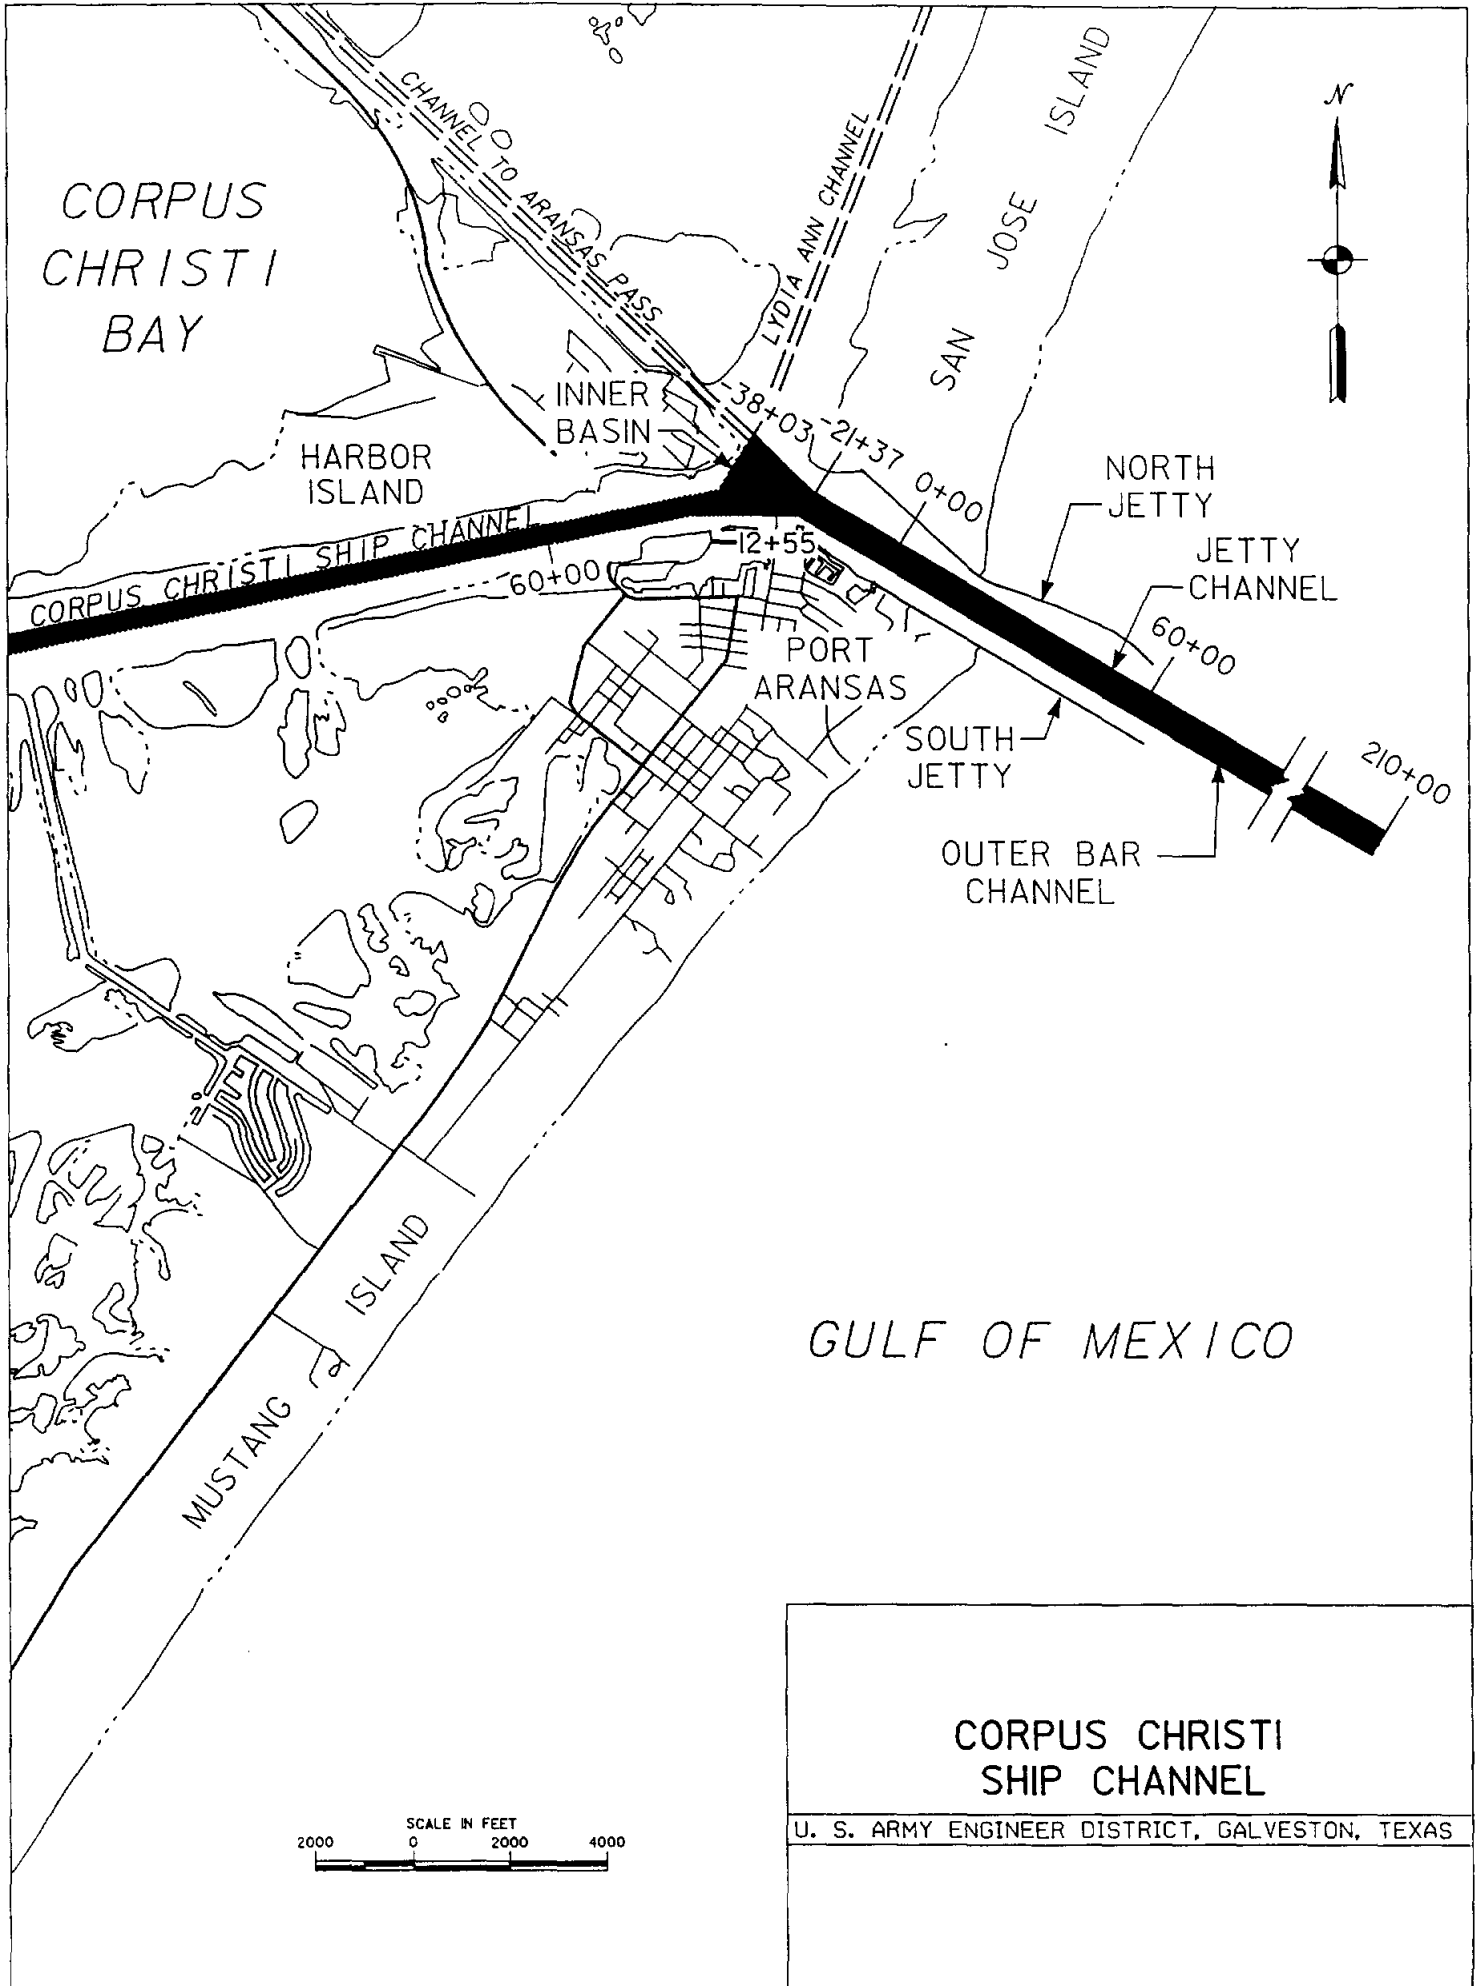 CORPUS
CHRISTI
BAY
CHANNEL TO ARANSAS PASS
LYDIA ANN CHANNEL
SAN JOSE ISLAND
N
INNER
BASIN
HARBOR
ISLAND
-38+03
-21+37
0+00
NORTH
JETTY
JETTY
CHANNEL
CORPUS CHRISTI SHIP CHANNEL
60+00
12+55
60+00
PORT
ARANSAS
SOUTH
JETTY
210+00
OUTER BAR
CHANNEL
MUSTANG ISLAND
GULF OF MEXICO
SCALE IN FEET
2000 0 2000 4000
CORPUS CHRISTI
SHIP CHANNEL
U. S. ARMY ENGINEER DISTRICT, GALVESTON, TEXAS